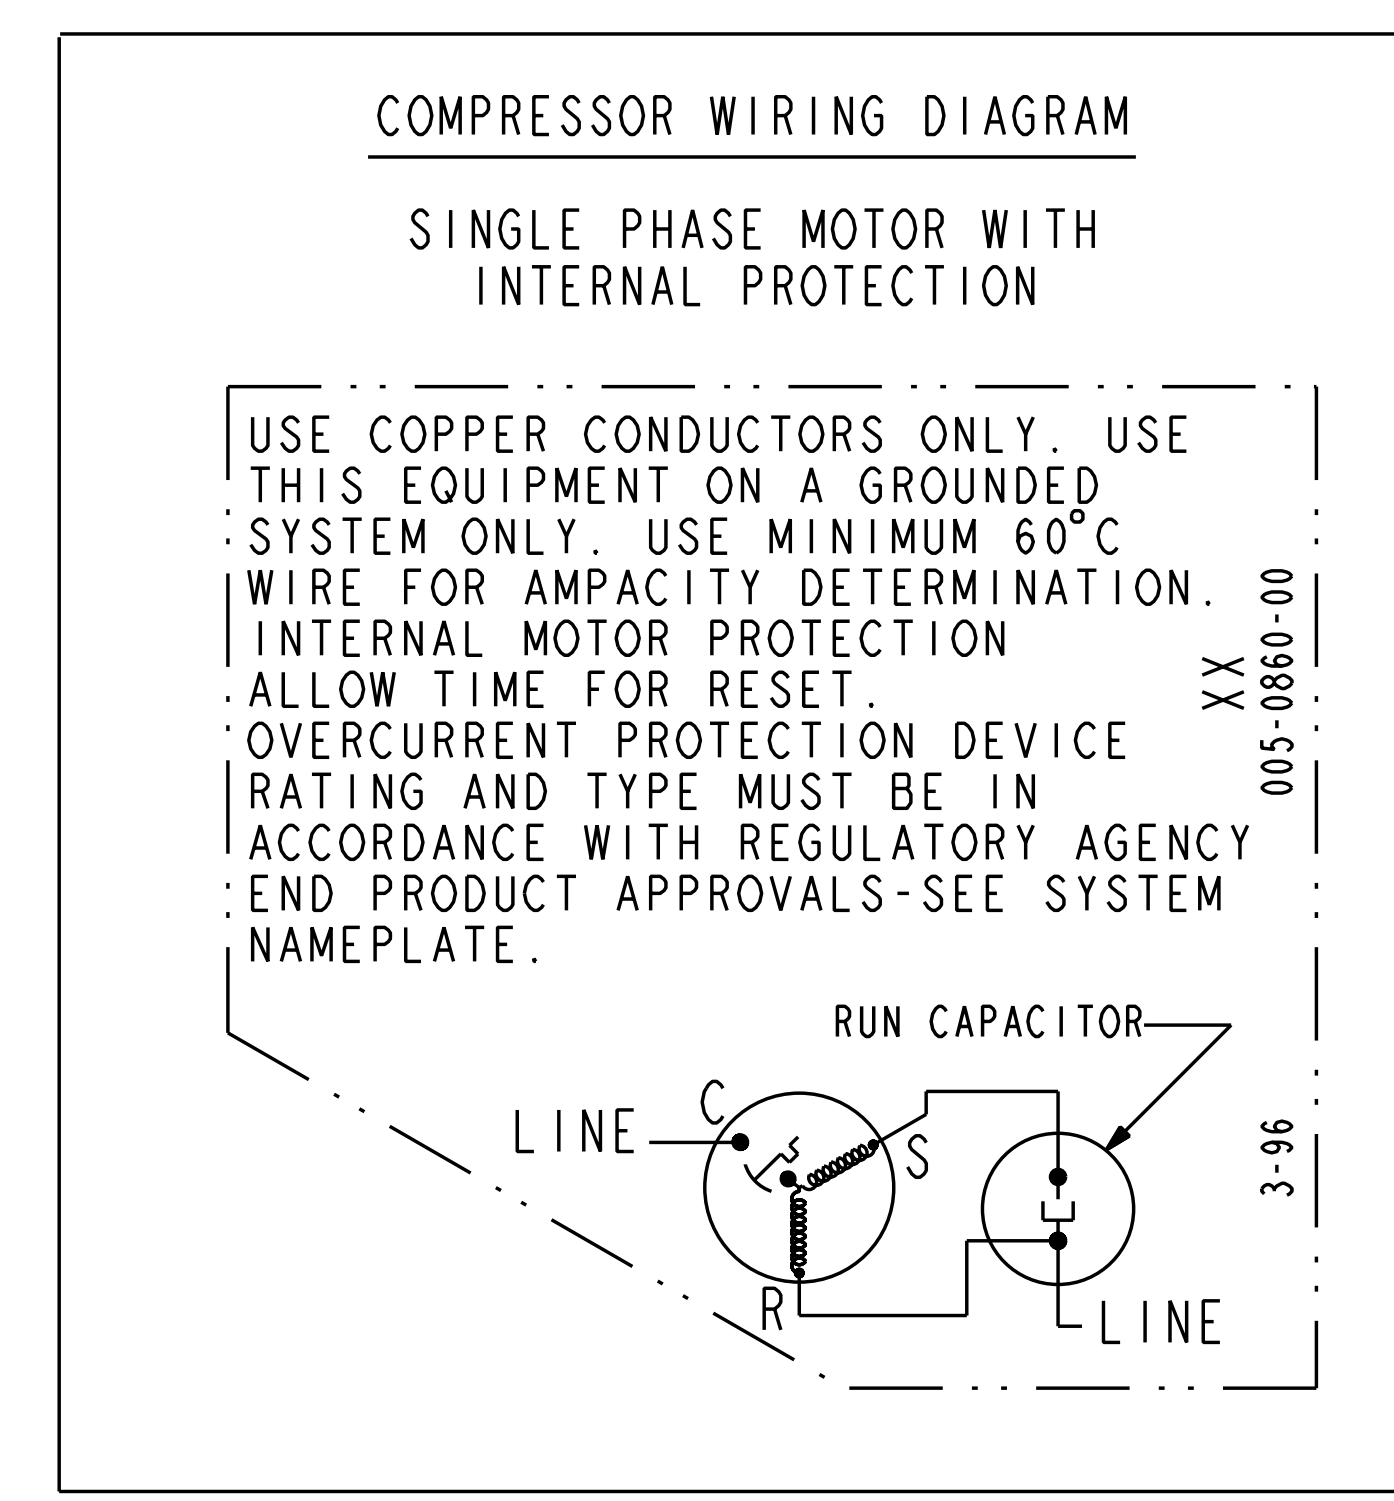 COMPRESSOR WIRING DIAGRAM
SINGLE PHASE MOTOR WITH
INTERNAL PROTECTION
USE COPPER CONDUCTORS ONLY. USE
THIS EQUIPMENT ON A GROUNDED
SYSTEM ONLY. USE MINIMUM 60°C
WIRE FOR AMPACITY DETERMINATION.
INTERNAL MOTOR PROTECTION
ALLOW TIME FOR RESET.
OVERCURRENT PROTECTION DEVICE
RATING AND TYPE MUST BE IN
ACCORDANCE WITH REGULATORY AGENCY
END PRODUCT APPROVALS-SEE SYSTEM
NAMEPLATE.
XX
005-0860-00
RUN CAPACITOR
C
LINE
S
R
LINE
3-96